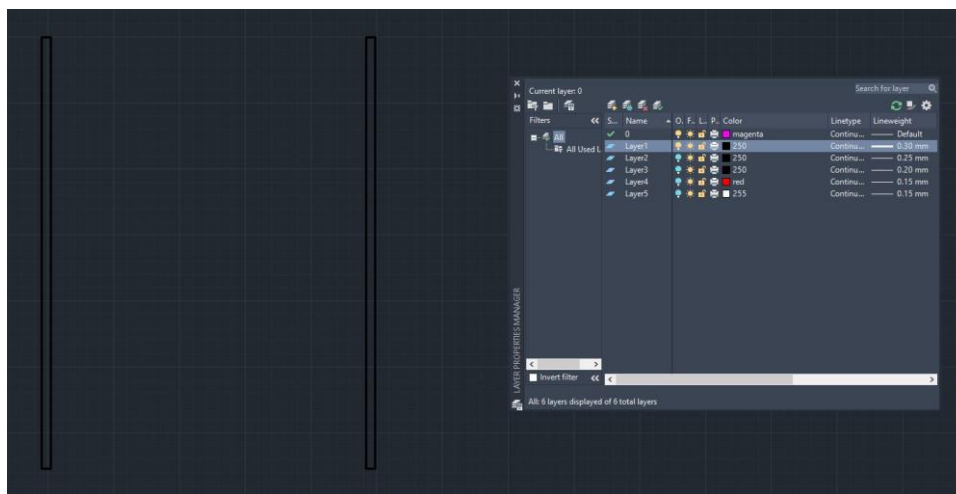 Current layer: 0
Search for layer
Filters
S... Name O. F.. L.. P.. Color Linetype Lineweight
All
All Used L
0 magenta Continu... Default
Layer1 250 Continu... 0.30 mm
Layer2 250 Continu... 0.25 mm
Layer3 250 Continu... 0.20 mm
Layer4 red Continu... 0.15 mm
Layer5 255 Continu... 0.15 mm
Invert filter
All: 6 layers displayed of 6 total layers
LAYER PROPERTIES MANAGER